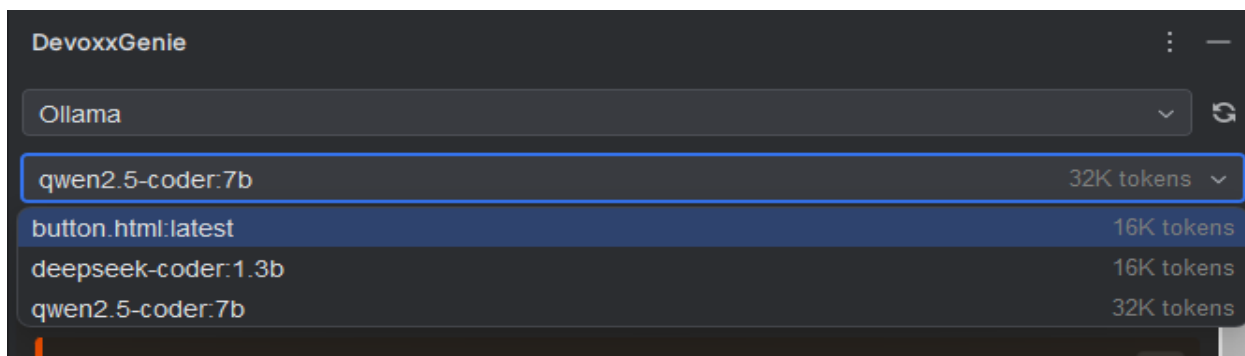 DevoxxGenie
Ollama
qwen2.5-coder:7b 32K tokens
button.html:latest 16K tokens
deepseek-coder:1.3b 16K tokens
qwen2.5-coder:7b 32K tokens